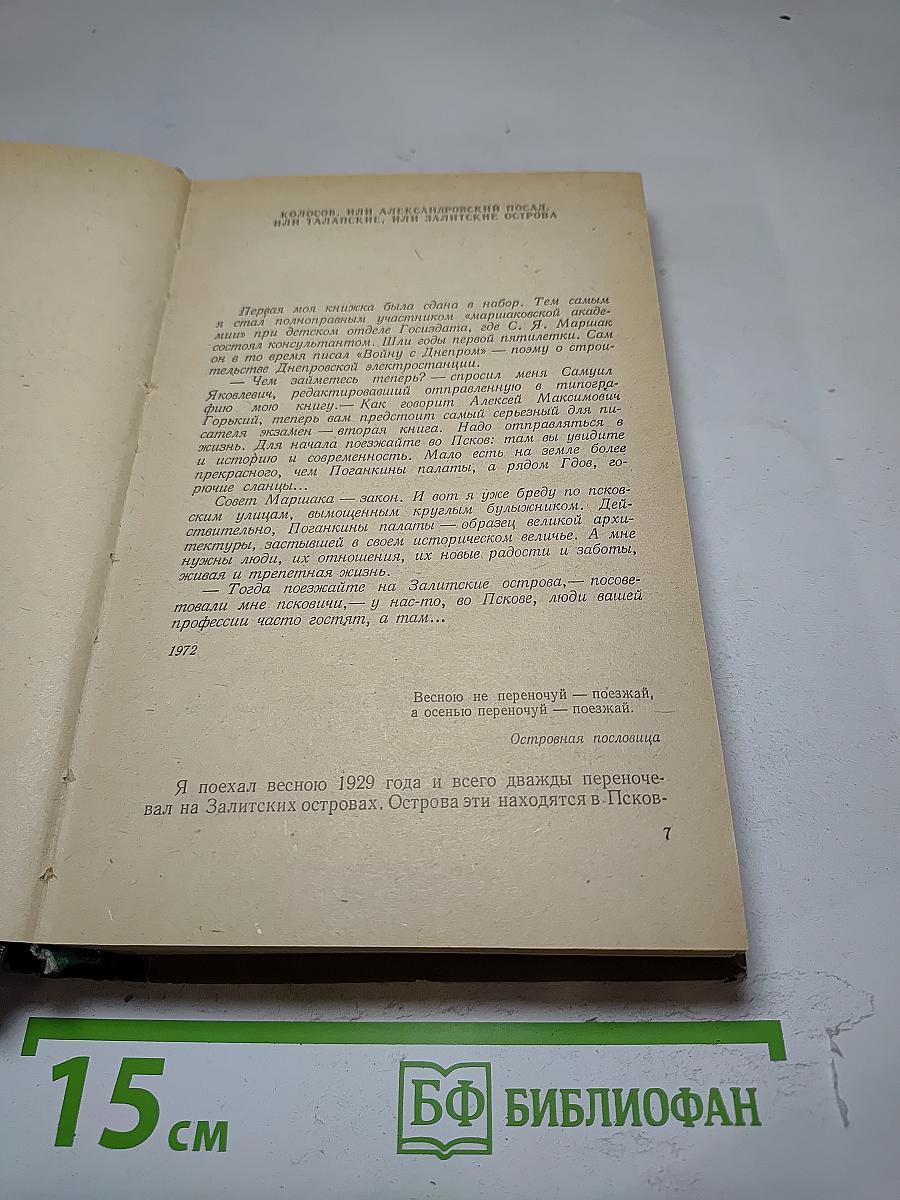 КОЛОСОВ, ИЛИ АЛЕКСАНДРОВСКИЙ ПОСАД,
ИЛИ ТАЛАПСКИЕ, ИЛИ ЗАЛИТСКИЕ ОСТРОВА
Первая моя книжка была сдана в набор. Тем самым
я стал полноправным участником «маршаковской акаде-
мии» при детском отделе Госиздата, где С. Я. Маршак
состоял консультантом. Шли годы первой пятилетки. Сам
он в то время писал «Войну с Днепром» — поэму о строи-
тельстве Днепровской электростанции.
— Чем займетесь теперь? — спросил меня Самуил
Яковлевич, редактировавший отправленную в типогра-
фию мою книгу.— Как говорит Алексей Максимович
Горький, теперь вам предстоит самый серьезный для пи-
сателя экзамен — вторая книга. Надо отправляться в
жизнь. Для начала поезжайте во Псков: там вы увидите
и историю и современность. Мало есть на земле более
прекрасного, чем Поганкины палаты, а рядом Гдов, го-
рючие сланцы...
Совет Маршака — закон. И вот я уже бреду по псков-
ским улицам, вымощенным круглым булыжником. Дей-
ствительно, Поганкины палаты — образец великой архи-
тектуры, застывшей в своем историческом величье. А мне
нужны люди, их отношения, их новые радости и заботы,
живая и трепетная жизнь.
— Тогда поезжайте на Залитские острова,— посове-
товали мне псковичи,— у нас-то, во Пскове, люди вашей
профессии часто гостят, а там...
1972
Весною не переночуй — поезжай,
а осенью переночуй — поезжай.
Островная пословица
Я поехал весною 1929 года и всего дважды переноче-
вал на Залитских островах. Острова эти находятся в Псков-
7
15 см
БФ БИБЛИОФАН